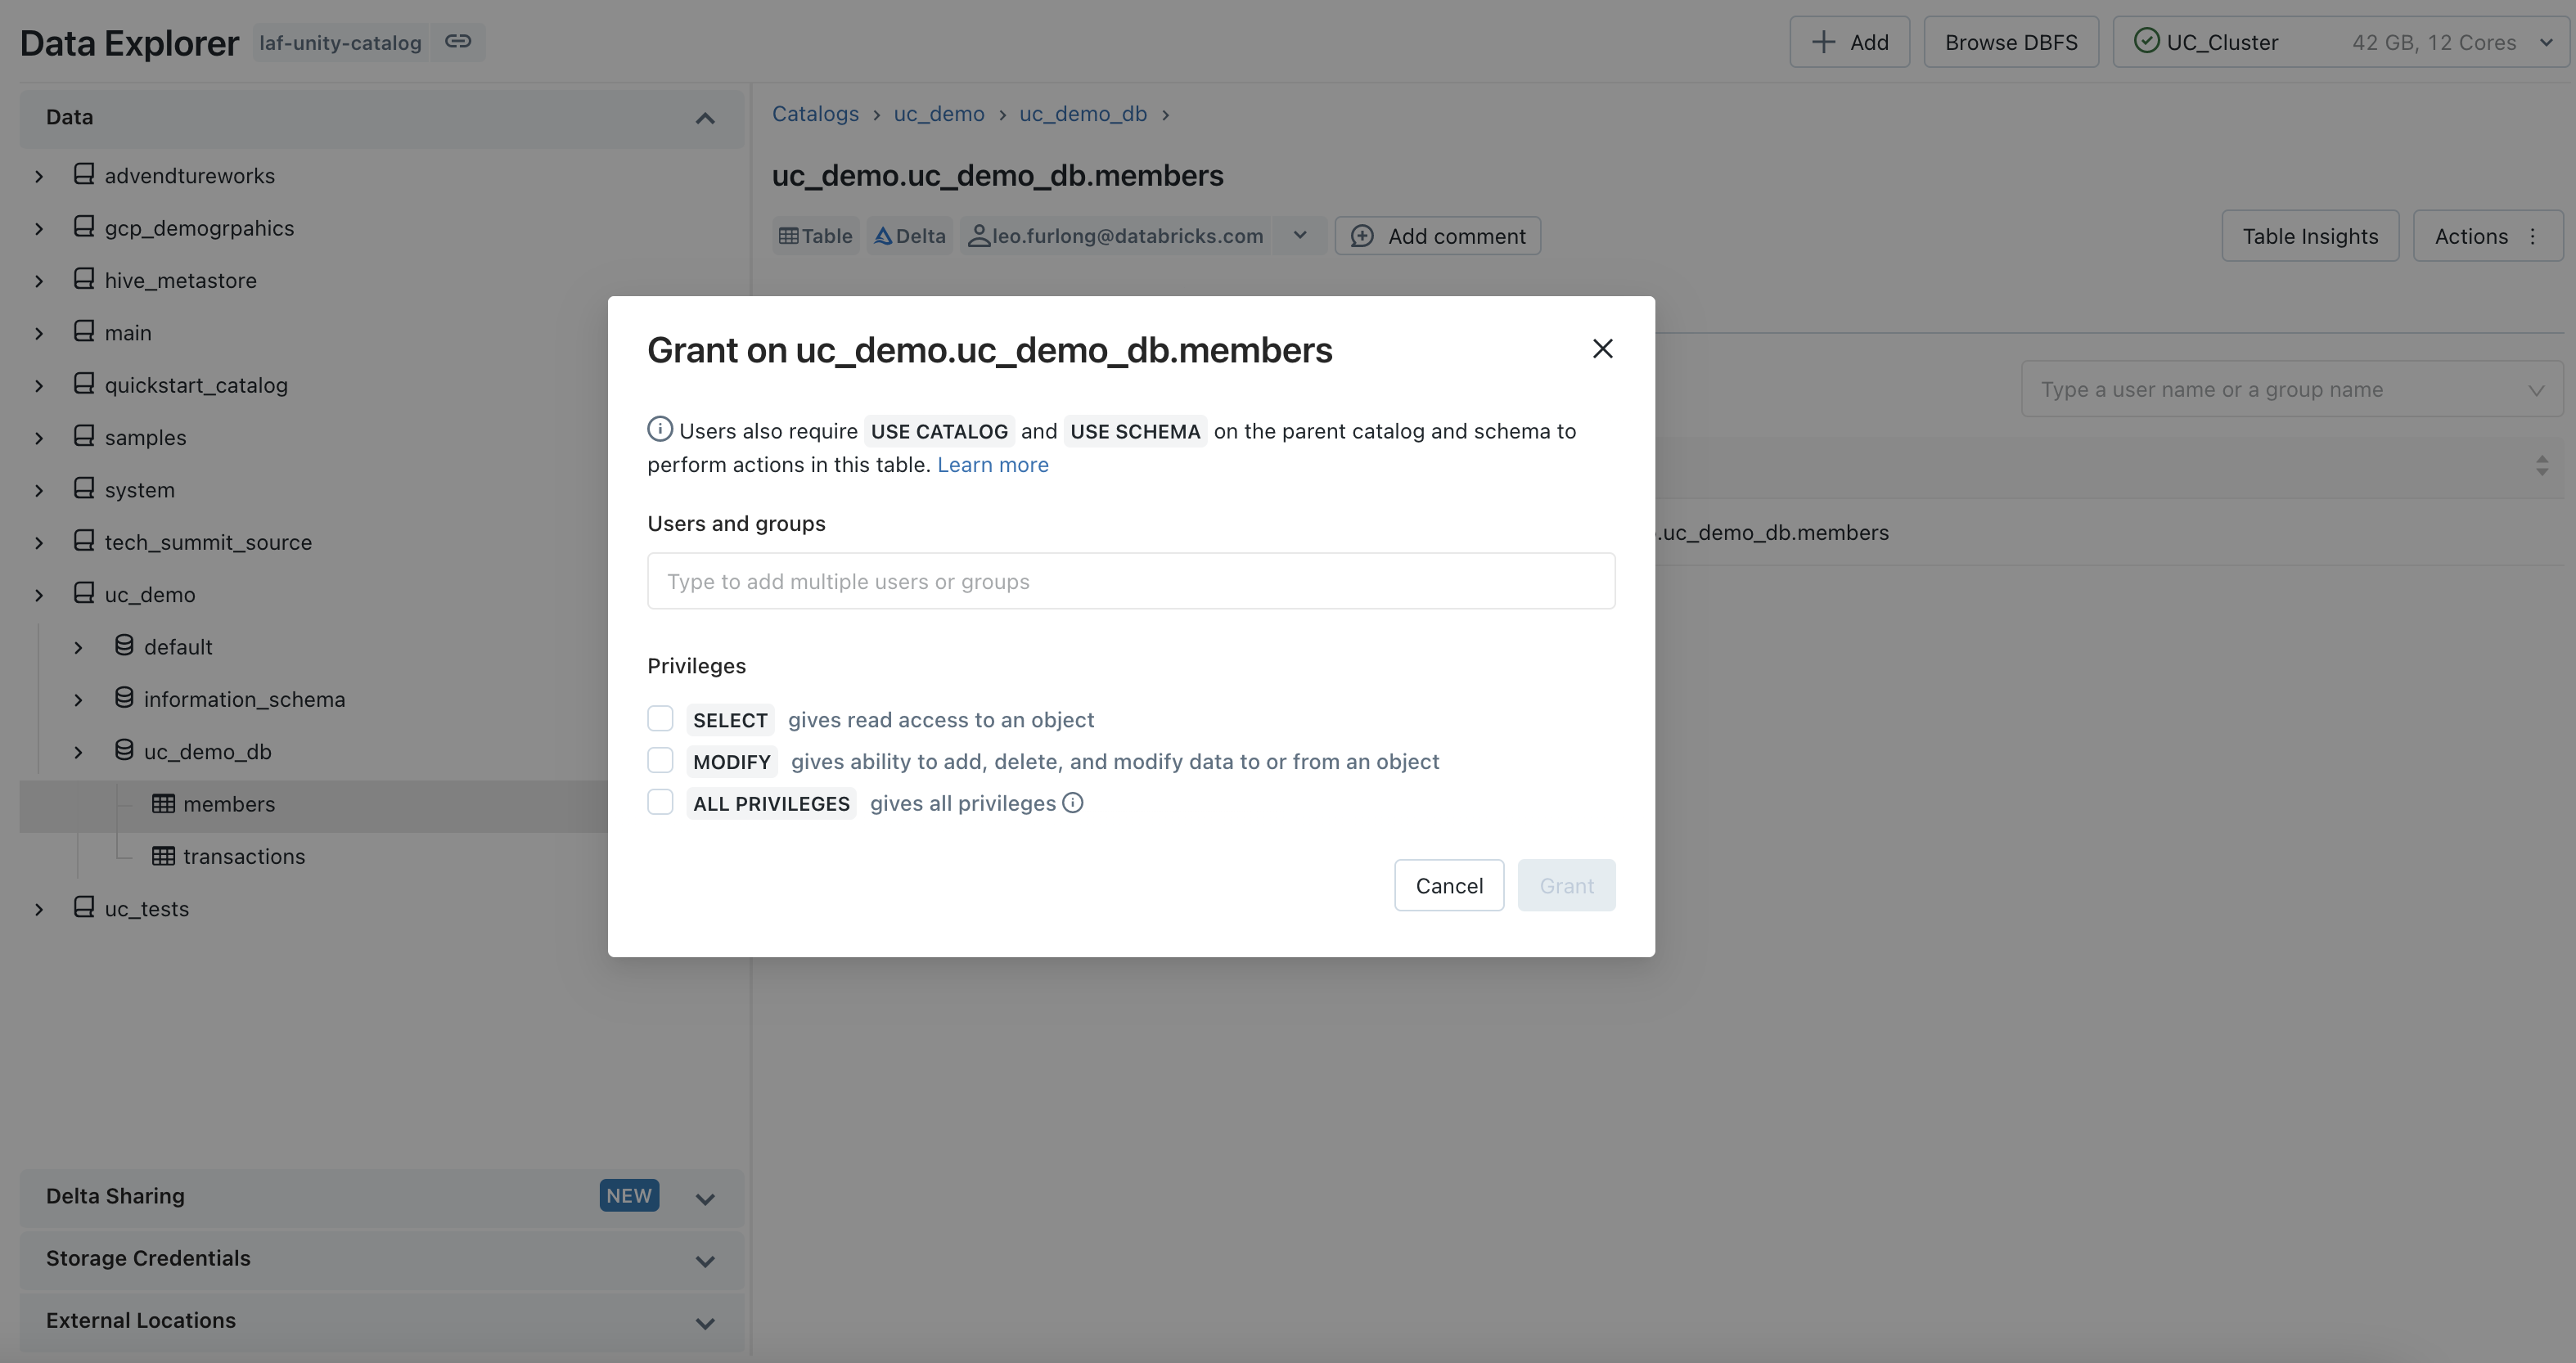 Data Explorer laf-unity-catalog
Add Browse DBFS UC_Cluster 42 GB, 12 Cores
Data
advendtureworks
gcp_demogrpahics
hive_metastore
main
quickstart_catalog
samples
system
tech_summit_source
uc_demo
default
information_schema
uc_demo_db
members
transactions
uc_tests
Delta Sharing NEW
Storage Credentials
External Locations
Catalogs > uc_demo > uc_demo_db >
uc_demo.uc_demo_db.members
Table Delta leo.furlong@databricks.com Add comment
Table Insights Actions
Type a user name or a group name
.uc_demo_db.members
Grant on uc_demo.uc_demo_db.members
Users also require USE CATALOG and USE SCHEMA on the parent catalog and schema to
perform actions in this table. Learn more
Users and groups
Type to add multiple users or groups
Privileges
SELECT gives read access to an object
MODIFY gives ability to add, delete, and modify data to or from an object
ALL PRIVILEGES gives all privileges
Cancel Grant